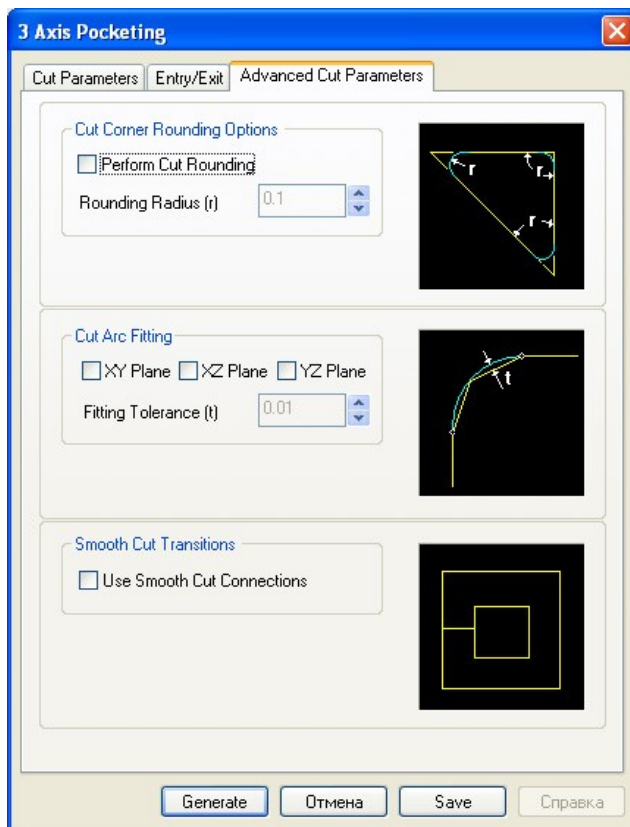 3 Axis Pocketing
Cut Parameters Entry/Exit Advanced Cut Parameters
Cut Corner Rounding Options
Perform Cut Rounding
Rounding Radius (r) 0.1
r r
r
Cut Arc Fitting
XY Plane XZ Plane YZ Plane
Fitting Tolerance (t) 0.01
t
Smooth Cut Transitions
Use Smooth Cut Connections
Generate Отмена Save Справка